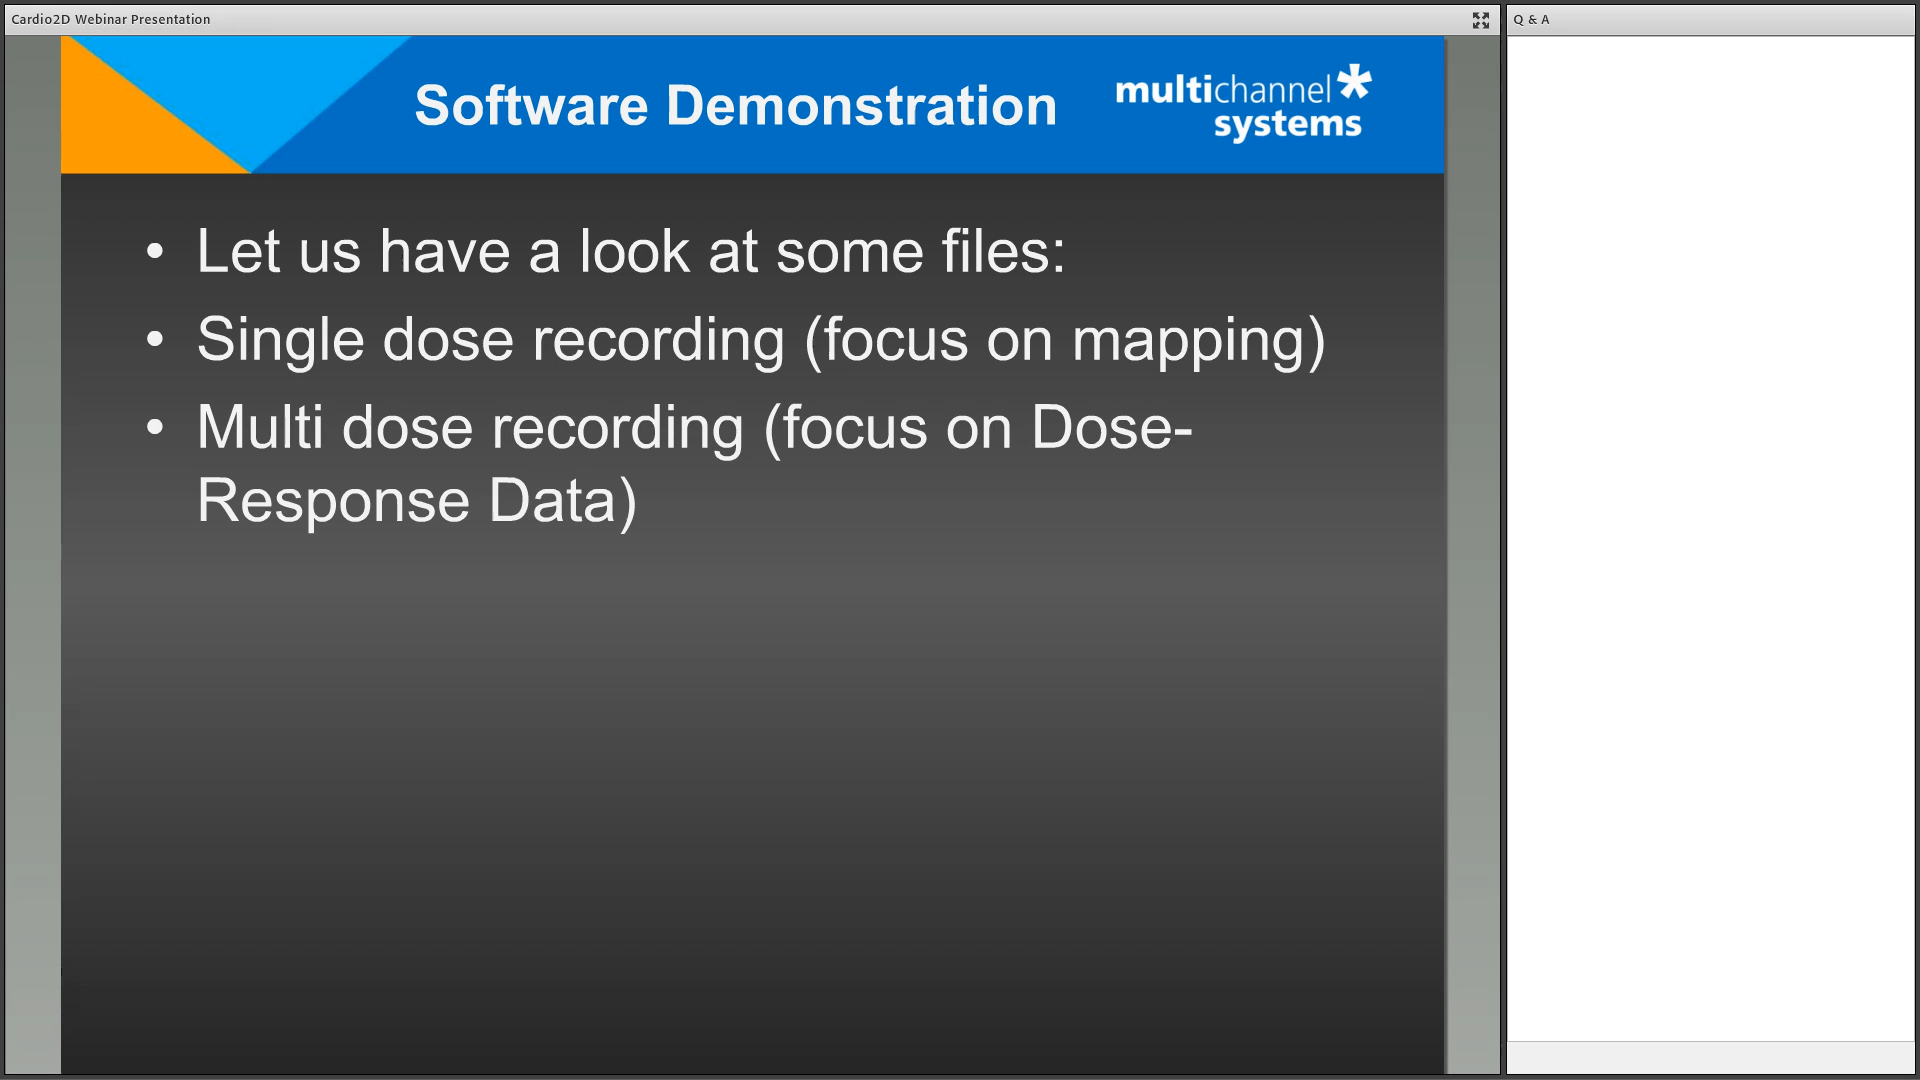 Cardio2D Webinar Presentation
Q & A
Software Demonstration
multichannel
systems
• Let us have a look at some files:
• Single dose recording (focus on mapping)
• Multi dose recording (focus on Dose-
Response Data)